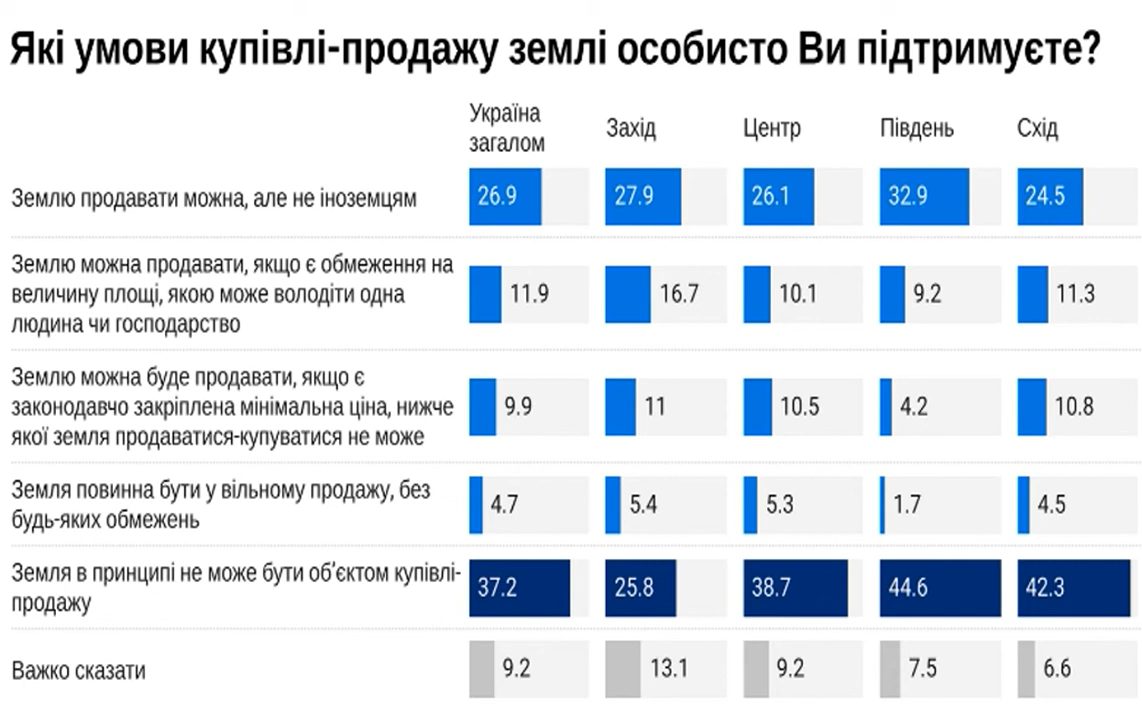 Які умови купівлі-продажу землі особисто Ви підтримуєте?
Україна
загалом
Захід
Центр
Південь
Схід
Землю продавати можна, але не іноземцям
26.9
27.9
26.1
32.9
24.5
Землю можна продавати, якщо є обмеження на
величину площі, якою може володіти одна
людина чи господарство
11.9
16.7
10.1
9.2
11.3
Землю можна буде продавати, якщо є
законодавчо закріплена мінімальна ціна, нижче
якої земля продаватися-купуватися не може
9.9
11
10.5
4.2
10.8
Земля повинна бути у вільному продажу, без
будь-яких обмежень
4.7
5.4
5.3
1.7
4.5
Земля в принципі не може бути об’єктом купівлі-
продажу
37.2
25.8
38.7
44.6
42.3
Важко сказати
9.2
13.1
9.2
7.5
6.6